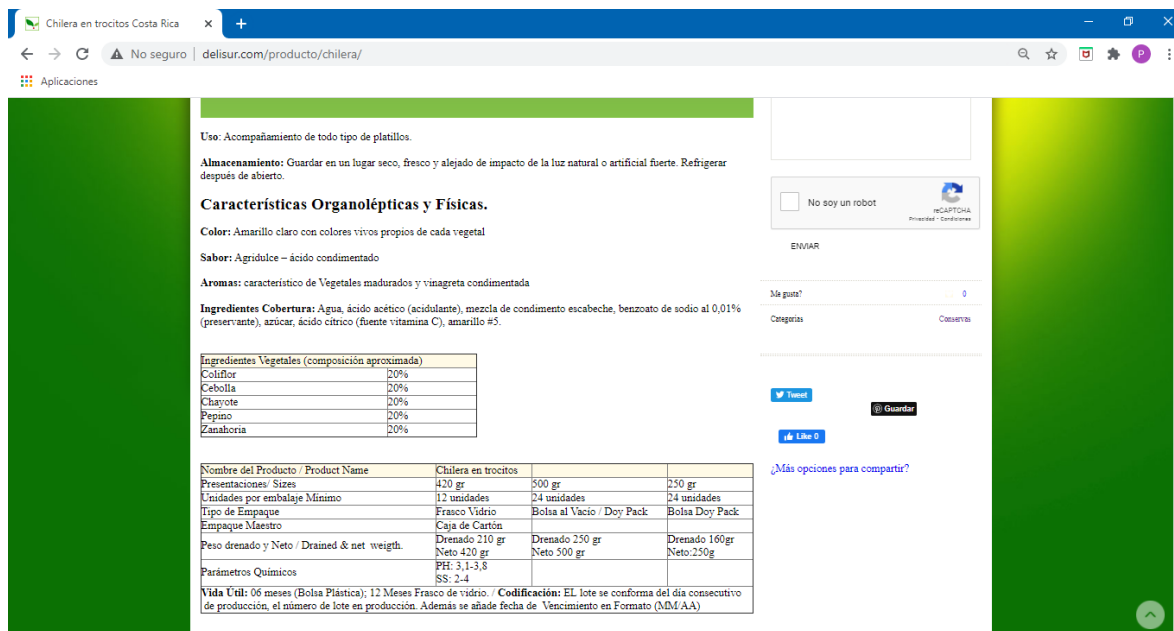 Chilera en trocitos Costa Rica
No seguro | delisur.com/producto/chilera/
P
Aplicaciones
Uso: Acompañamiento de todo tipo de platillos.
Almacenamiento: Guardar en un lugar seco, fresco y alejado de impacto de la luz natural o artificial fuerte. Refrigerar
después de abierto.
Características Organolépticas y Físicas.
Color: Amarillo claro con colores vivos propios de cada vegetal
Sabor: Agridulce – ácido condimentado
Aromas: característico de Vegetales madurados y vinagreta condimentada
Ingredientes Cobertura: Agua, ácido acético (acidulante), mezcla de condimento escabeche, benzoato de sodio al 0,01%
(preservante), azúcar, ácido cítrico (fuente vitamina C), amarillo #5.
Ingredientes Vegetales (composición aproximada)
Coliflor 20%
Cebolla 20%
Chayote 20%
Pepino 20%
Zanahoria 20%
Nombre del Producto / Product Name Chilera en trocitos
Presentaciones/ Sizes 420 gr 500 gr 250 gr
Unidades por embalaje Mínimo 12 unidades 24 unidades 24 unidades
Tipo de Empaque Frasco Vidrio Bolsa al Vacío / Doy Pack Bolsa Doy Pack
Empaque Maestro Caja de Cartón
Peso drenado y Neto / Drained & net weigth. Drenado 210 gr Drenado 250 gr Drenado 160gr
Neto 420 gr Neto 500 gr Neto:250g
Parámetros Químicos PH: 3,1-3,8
SS: 2-4
Vida Útil: 06 meses (Bolsa Plástica); 12 Meses Frasco de vidrio. / Codificación: EL lote se conforma del día consecutivo
de producción, el número de lote en producción. Además se añade fecha de Vencimiento en Formato (MM/AA)
No soy un robot
reCAPTCHA
Privacidad - Condiciones
ENVIAR
Me gusta? 0
Categorias Conservas
Tweet
Guardar
Like 0
¿Más opciones para compartir?